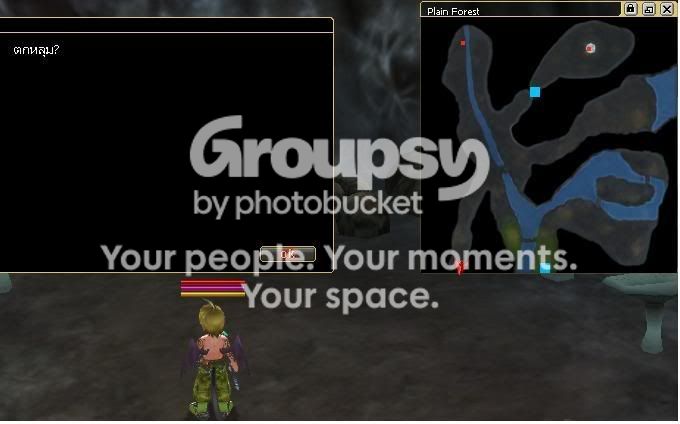 Plain Forest
ตกหลุม?
Groupsy
by photobucket
ok
Your people. Your moments.
Your space.